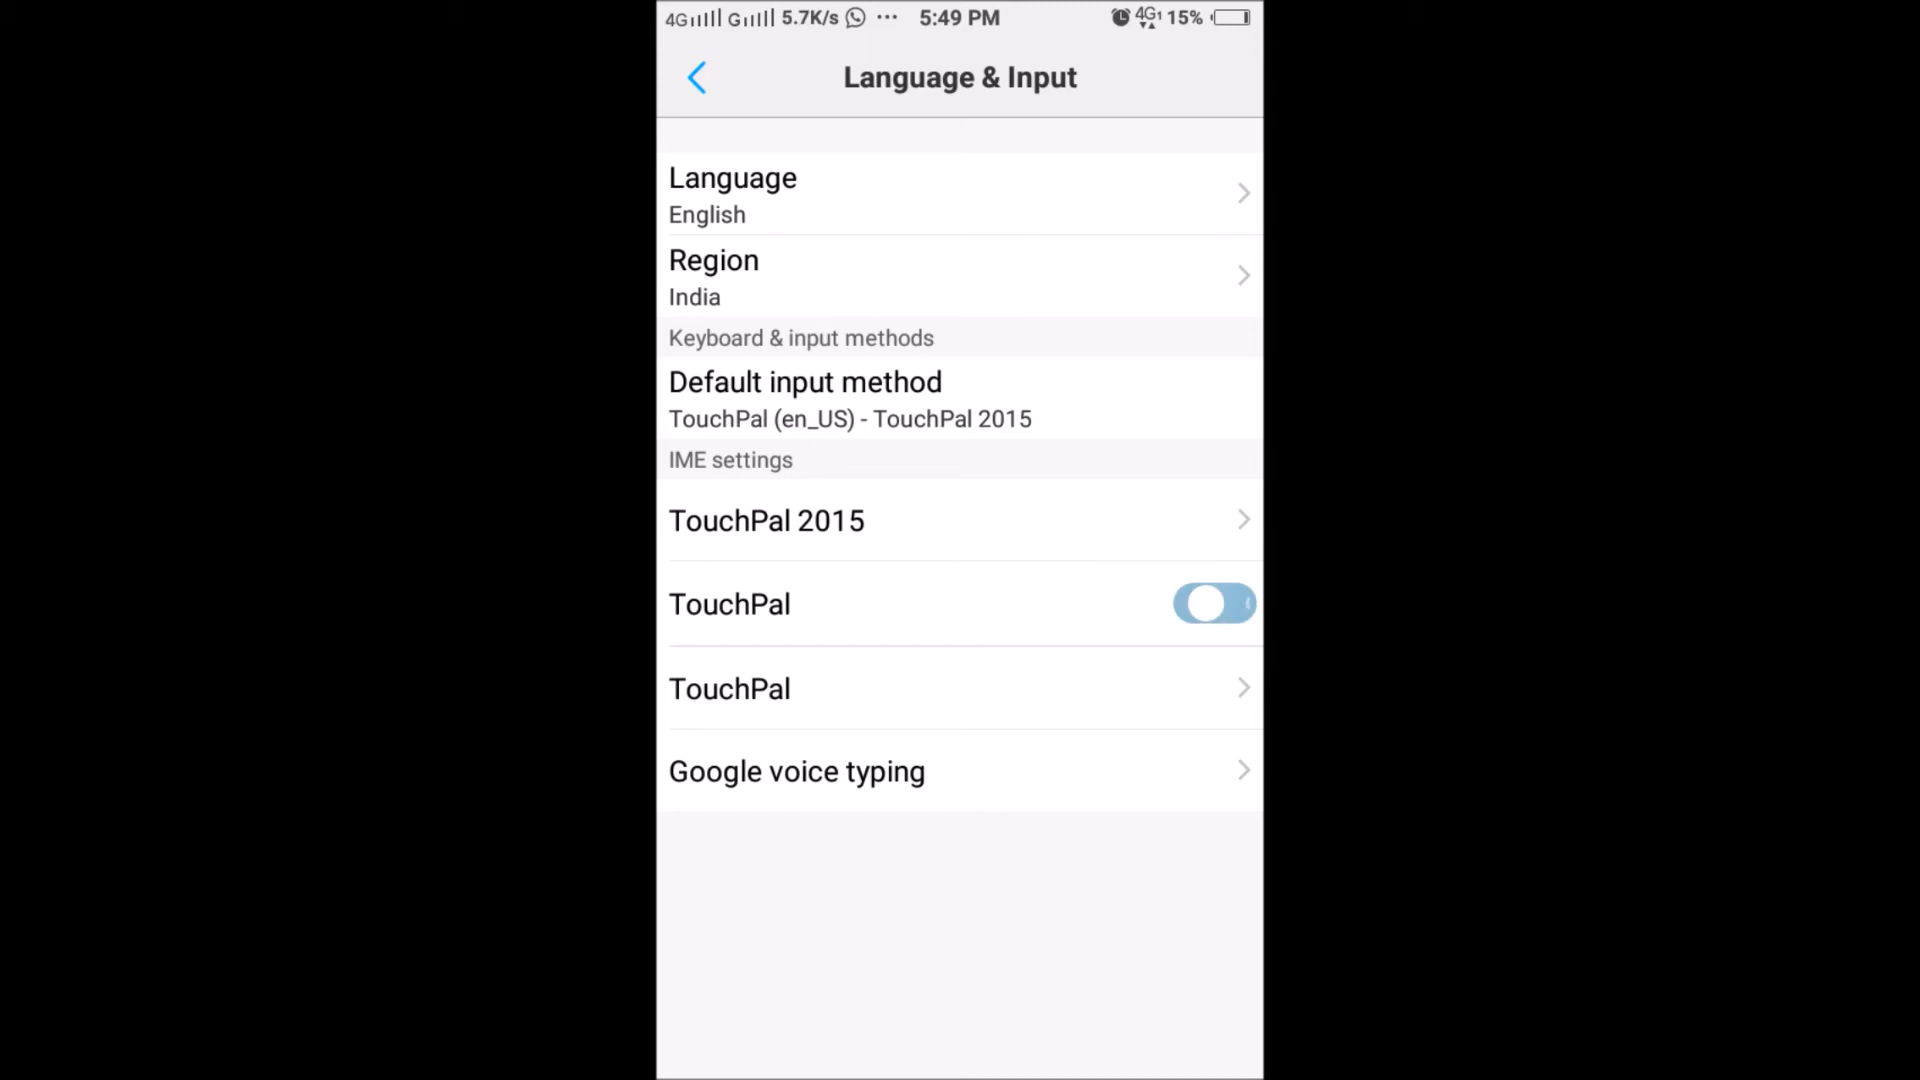 4G G 5.7K/s ... 5:49 PM 4G1 15%
Language & Input
Language
English
Region
India
Keyboard & input methods
Default input method
TouchPal (en_US) - TouchPal 2015
IME settings
TouchPal 2015
TouchPal
TouchPal
Google voice typing